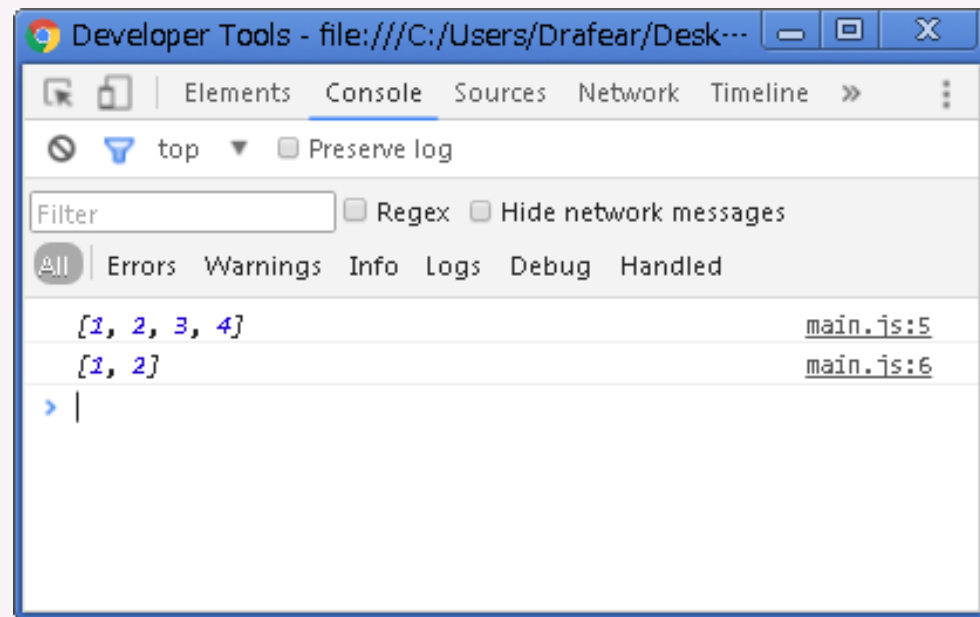 Developer Tools - file:///C:/Users/Drafear/Desk...
Elements Console Sources Network Timeline »
top ▼ Preserve log
Filter Regex Hide network messages
All Errors Warnings Info Logs Debug Handled
[1, 2, 3, 4] main.js:5
[1, 2] main.js:6
>